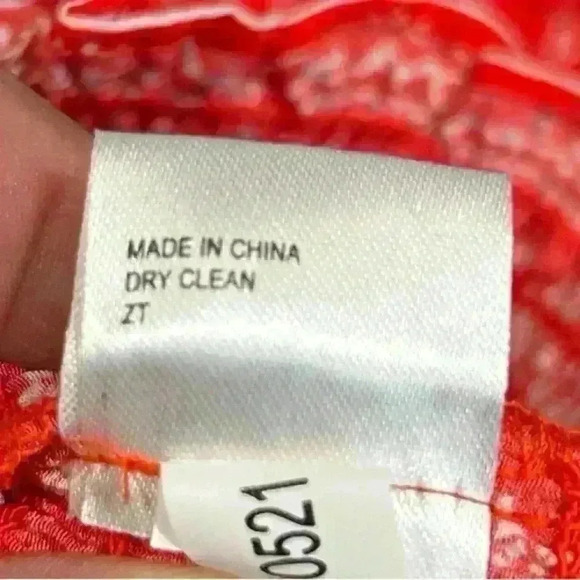 MADE IN CHINA
DRY CLEAN
ZT
0521